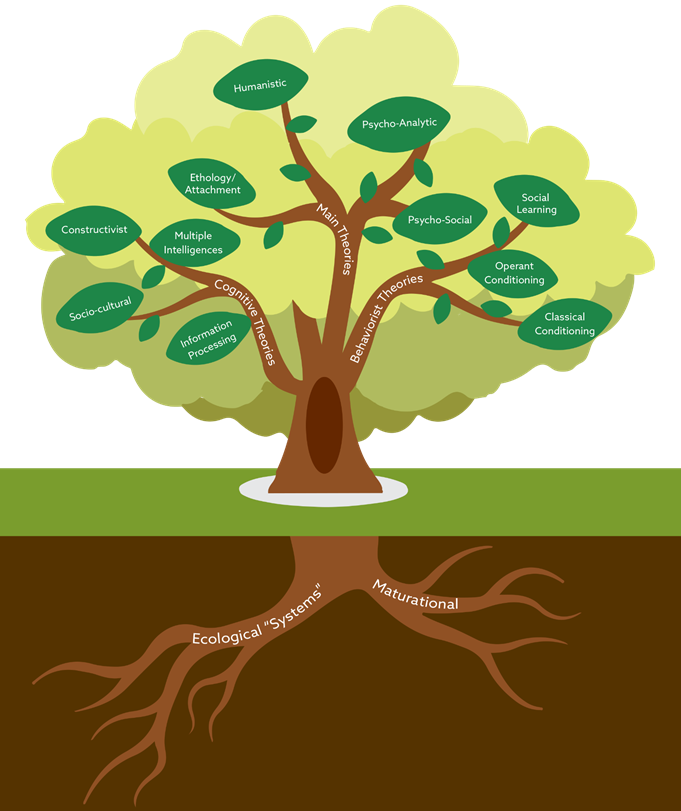 Humanistic
Psycho-Analytic
Ethology/
Attachment
Social
Learning
Psycho-Social
Constructivist
Multiple
Intelligences
Main Theories
Operant
Conditioning
Socio-cultural
Cognitive Theories
Behaviorist Theories
Information
Processing
Classical
Conditioning
Ecological "Systems"
Maturational